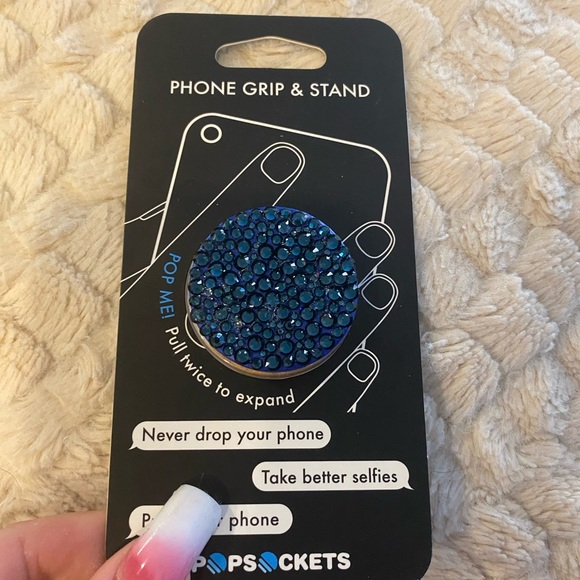 PHONE GRIP & STAND
POP ME! Pull twice to expand
Never drop your phone
Take better selfies
phone
POPSOCKETS